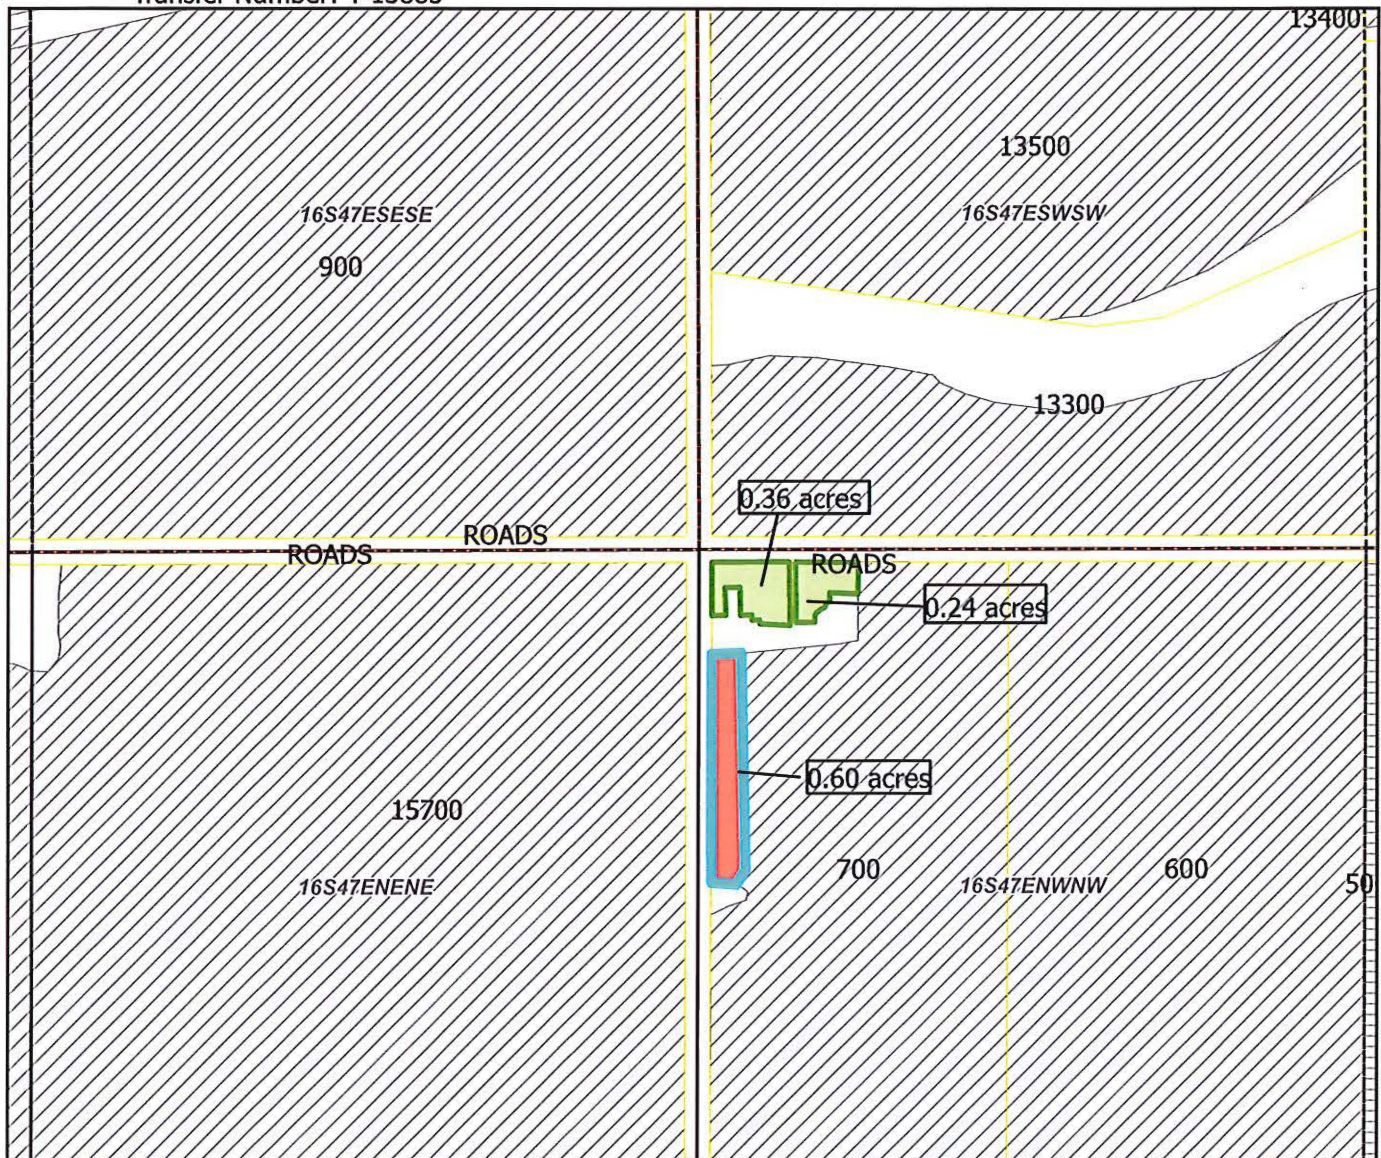 13400
13500
16S47ESESE
16S47ESWSW
900
13300
0.36 acres
ROADS
ROADS
ROADS
0.24 acres
0.60 acres
15700
700
600
16S47ENENE
16S47ENWNW
50